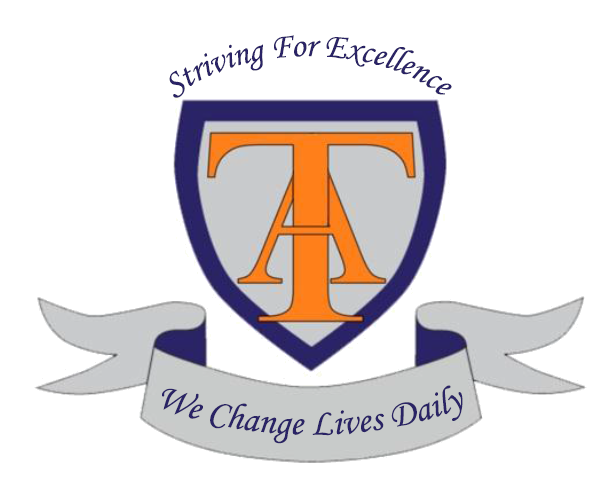 Striving For Excellence
TA
We Change Lives Daily